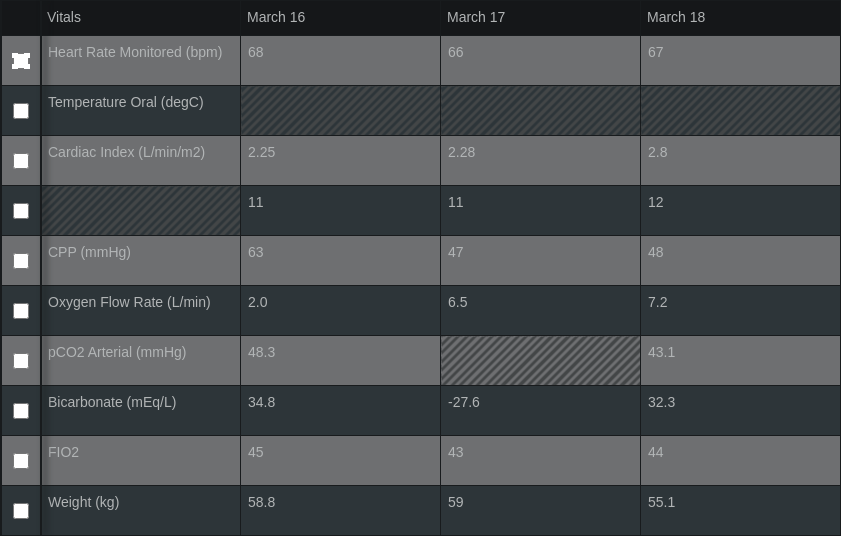 Vitals March 16 March 17 March 18
Heart Rate Monitored (bpm) 68 66 67
Temperature Oral (degC)
Cardiac Index (L/min/m2) 2.25 2.28 2.8
11 11 12
CPP (mmHg) 63 47 48
Oxygen Flow Rate (L/min) 2.0 6.5 7.2
pCO2 Arterial (mmHg) 48.3 43.1
Bicarbonate (mEq/L) 34.8 -27.6 32.3
FIO2 45 43 44
Weight (kg) 58.8 59 55.1